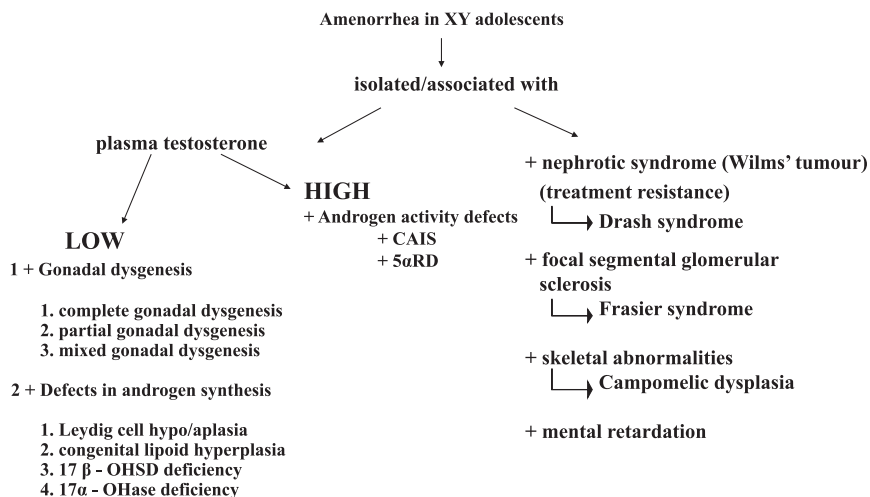 Amenorrhea in XY adolescents
isolated/associated with
plasma testosterone
LOW
1 + Gonadal dysgenesis
1. complete gonadal dysgenesis
2. partial gonadal dysgenesis
3. mixed gonadal dysgenesis
2 + Defects in androgen synthesis
1. Leydig cell hypo/aplasia
2. congenital lipoid hyperplasia
3. 17 β - OHSD deficiency
4. 17α - OHase deficiency
HIGH
+ Androgen activity defects
+ CAIS
+ 5αRD
+ nephrotic syndrome (Wilms’ tumour)
(treatment resistance)
Drash syndrome
+ focal segmental glomerular
sclerosis
Frasier syndrome
+ skeletal abnormalities
Campomelic dysplasia
+ mental retardation